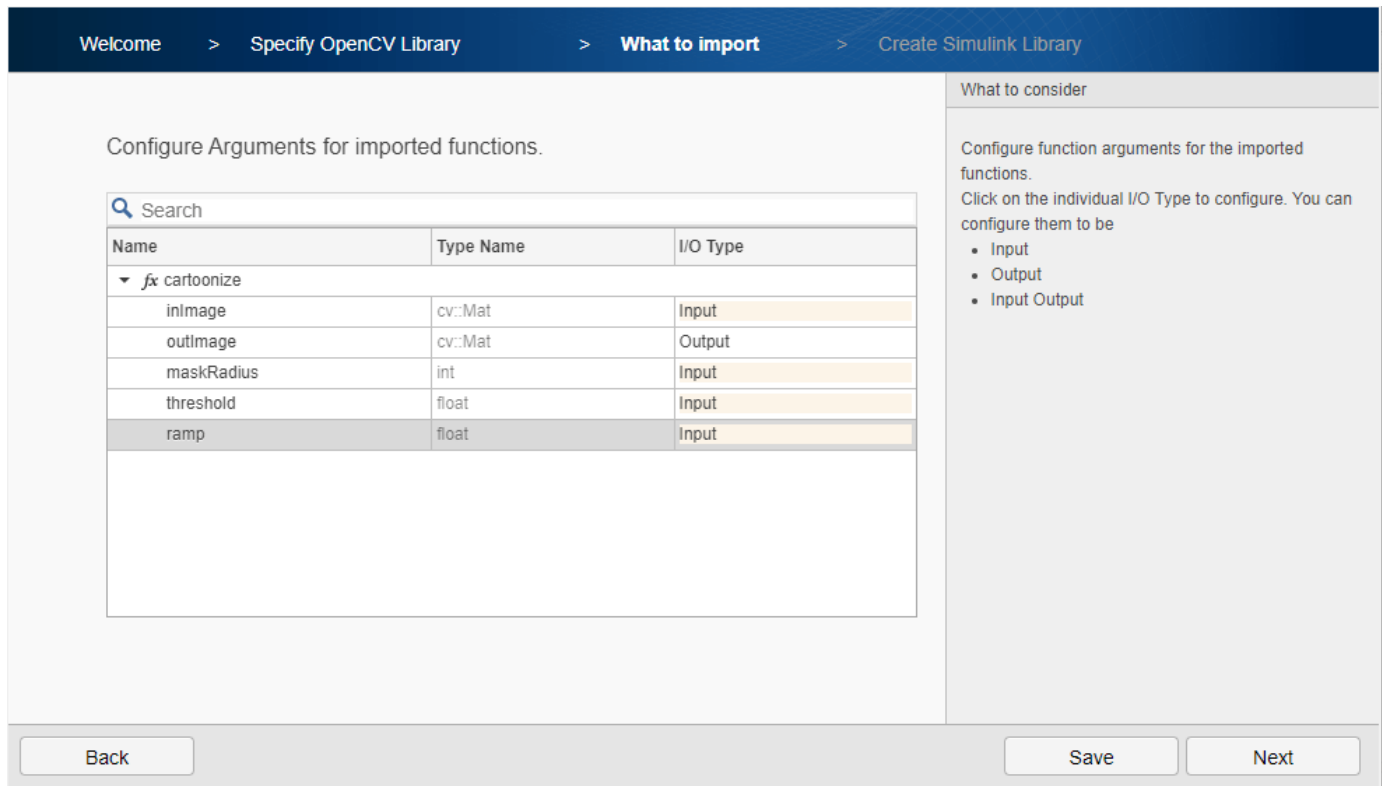 Welcome > Specify OpenCV Library > What to import > Create Simulink Library
Configure Arguments for imported functions.
Search
Name Type Name I/O Type
fx cartoonize
inImage cv::Mat Input
outImage cv::Mat Output
maskRadius int Input
threshold float Input
ramp float Input
What to consider
Configure function arguments for the imported
functions.
Click on the individual I/O Type to configure. You can
configure them to be
• Input
• Output
• Input Output
Back Save Next